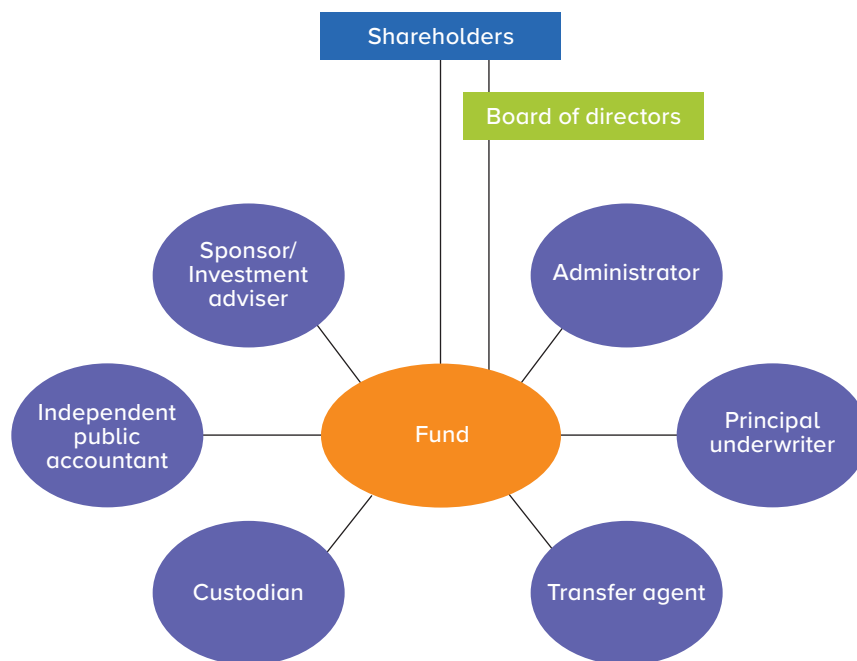 Shareholders
Board of directors
Sponsor/
Investment
adviser
Administrator
Independent
public
accountant
Fund
Principal
underwriter
Custodian
Transfer agent